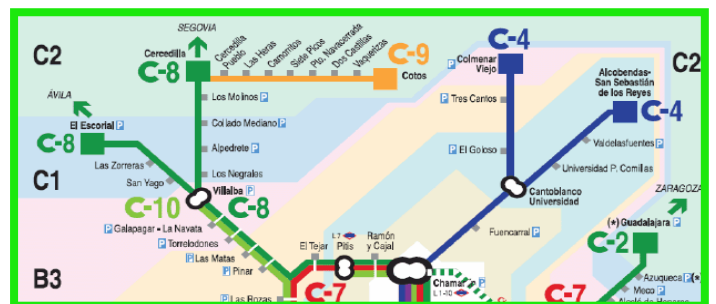 SEGOVIA
C2
Cercedilla
C-8
Cercedilla
Pueblo
Las Heras
Camorritos
Siete Picos
Pto. Navacerrada
Dos Castillas
Vaquerizas
C-9
Cotos
C-4
Colmenar
Viejo P
C2
Alcobendas-
San Sebastián
de los Reyes
C-4
ÁVILA
Los Molinos P
P Tres Cantos
El Escorial P
C-8
Collado Mediano P
Valdelasfuentes P
Alpedrete P
P El Goloso
Las Zorreras
Universidad P. Comillas
C1
San Yago
Los Negrales
Villalba P
ZARAGOZA
C-10
C-8
Cantoblanco
Universidad
P Galapagar - La Navata
(*) Guadalajara P
P Torrelodones
L 7 Pitis
Ramón
y Cajal
Fuencarral P
C-2
El Tejar
P Las Matas
B3
P Pinar
Chamar
L 1-10
Azuqueca P (*
C-7
C-7
Meco P
P Las Rozas